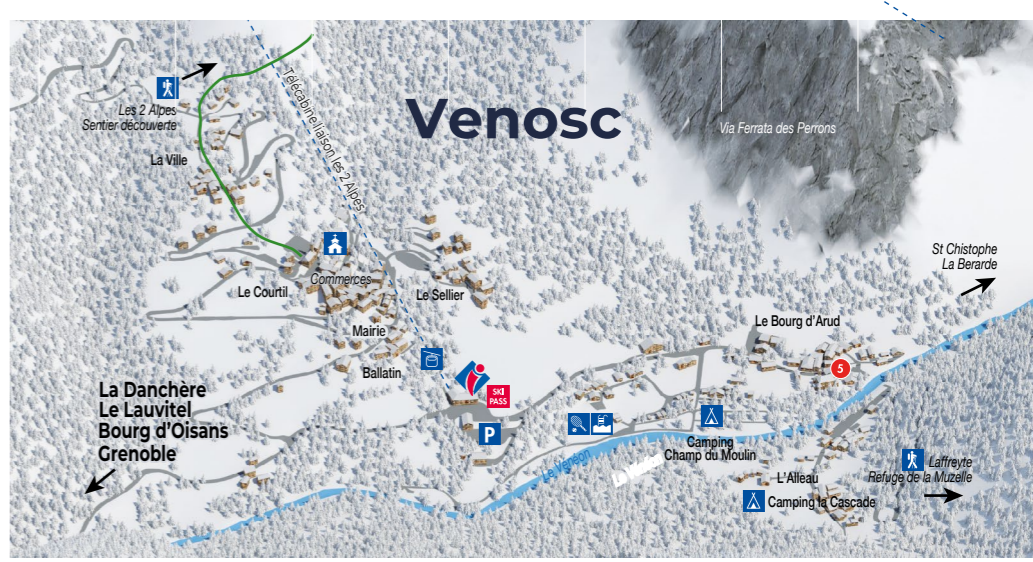 Venosc
Télécabine liaison les 2 Alpes
Via Ferrata des Perrons
Les 2 Alpes
Sentier découverte
La Ville
St Chistophe
La Berarde
Commerces
Le Courtil
Le Sellier
Mairie
Ballatin
Le Bourg d'Arud
5
SKI
PASS
P
La Danchère
Le Lauvitel
Bourg d'Oisans
Grenoble
Le Vénéon
Camping
Champ du Moulin
L'Alleau
Camping la Cascade
Laffreyte
Refuge de la Muzelle